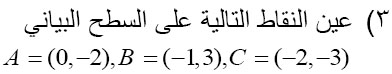 ٣) عين النقاط التالية على السطح البياني
A = (0,−2), B = (−1,3), C = (−2,−3)